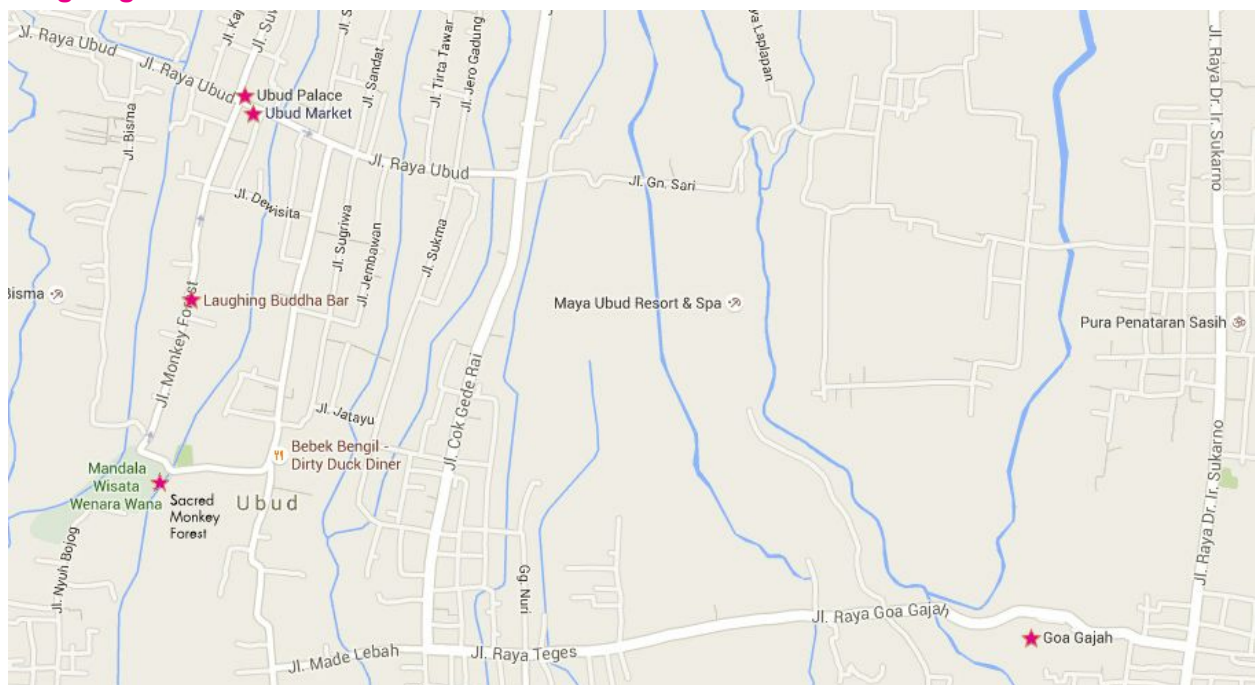 Jl. Raya Ubud
Jl. Raya Ubud
Ubud Palace
Ubud Market
Jl. Sandat
Jl. Tirta Tawar
Jl. Jero Gadung
Laplapan
Jl. Raya Dr. Ir. Sukarno
Jl. Bisma
Jl. Raya Ubud
Jl. Gn. Sari
Jl. Dewisita
Jl. Sugriwa
Jl. Jembawan
Jl. Sukma
Bisma
Laughing Buddha Bar
Maya Ubud Resort & Spa
Pura Penataran Sasih
Jl. Monkey Forest
Jl. Cok Gede Rai
Jl. Jatayu
Bebek Bengil -
Dirty Duck Diner
Mandala
Wisata
Wenara Wana
Sacred
Monkey
Forest
Ubud
Jl. Raya Dr. Ir. Sukarno
Jl. Nyuh Bojog
Gg. Nuri
Jl. Raya Goa Gajah
Goa Gajah
Jl. Made Lebah
Jl. Raya Teges